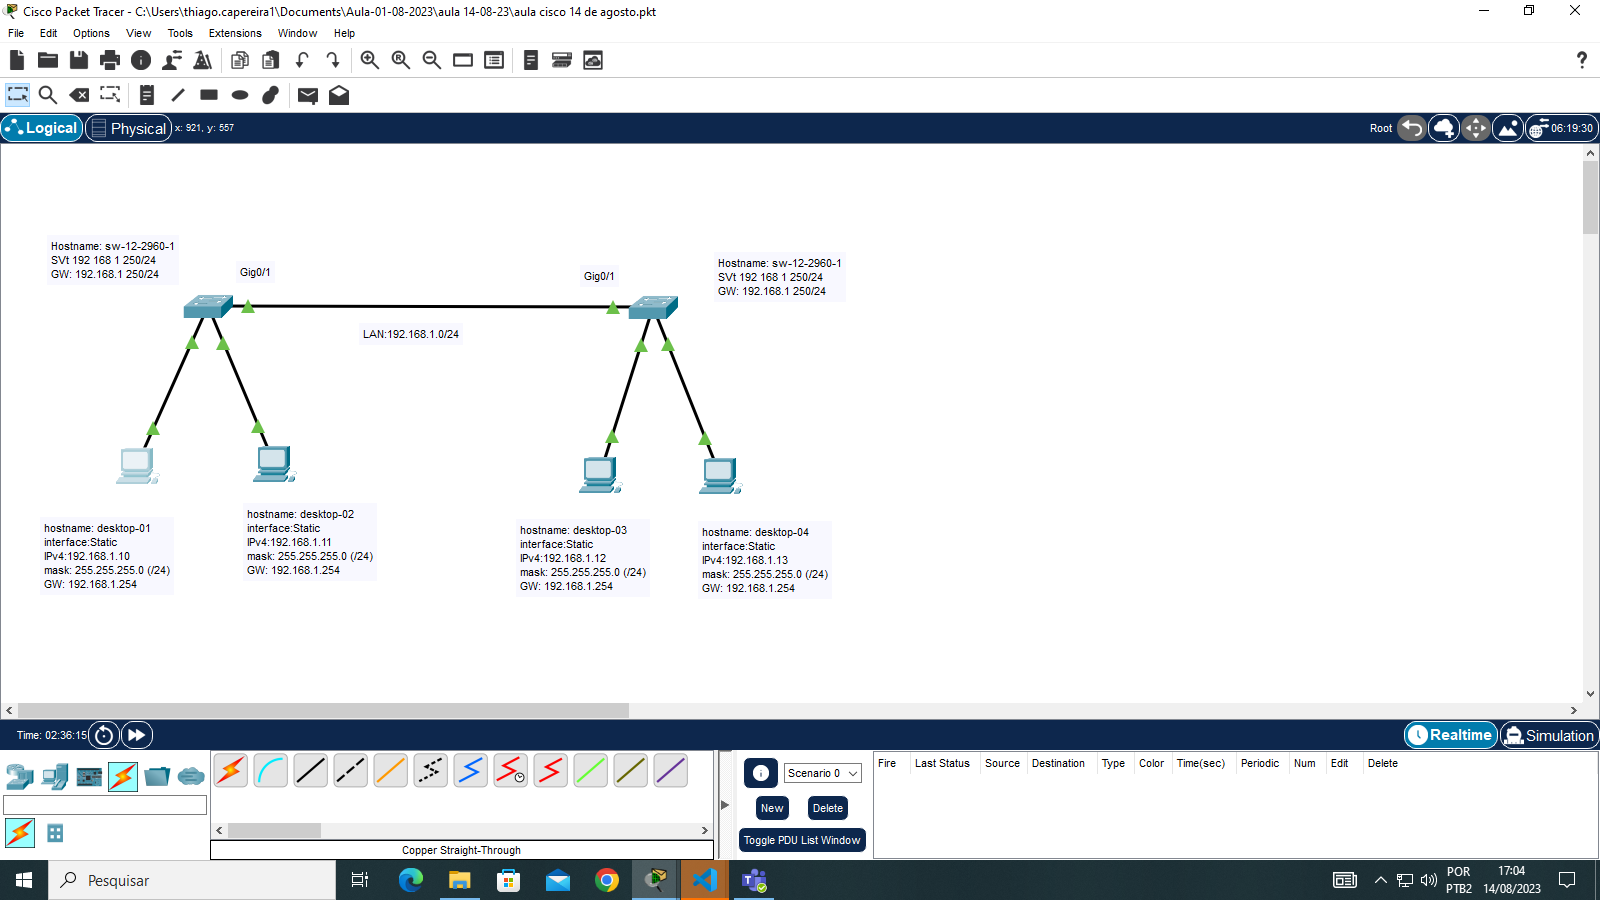 Cisco Packet Tracer - C:\Users\thiago.capereira1\Documents\Aula-01-08-2023\aula 14-08-23\aula cisco 14 de agosto.pkt
File Edit Options View Tools Extensions Window Help
Logical Physical x: 921, y: 557 Root 06:19:30
Hostname: sw-12-2960-1
SVt 192 168 1 250/24
GW: 192.168.1 250/24
Gig0/1
Gig0/1
Hostname: sw-12-2960-1
SVt 192 168 1 250/24
GW: 192.168.1 250/24
LAN:192.168.1.0/24
hostname: desktop-01
interface:Static
IPv4:192.168.1.10
mask: 255.255.255.0 (/24)
GW: 192.168.1.254
hostname: desktop-02
interface:Static
IPv4:192.168.1.11
mask: 255.255.255.0 (/24)
GW: 192.168.1.254
hostname: desktop-03
interface:Static
IPv4:192.168.1.12
mask: 255.255.255.0 (/24)
GW: 192.168.1.254
hostname: desktop-04
interface:Static
IPv4:192.168.1.13
mask: 255.255.255.0 (/24)
GW: 192.168.1.254
Time: 02:36:15 Realtime Simulation
Scenario 0
New Delete
Toggle PDU List Window
Fire Last Status Source Destination Type Color Time(sec) Periodic Num Edit Delete
Copper Straight-Through
Pesquisar
POR
PTB2
17:04
14/08/2023